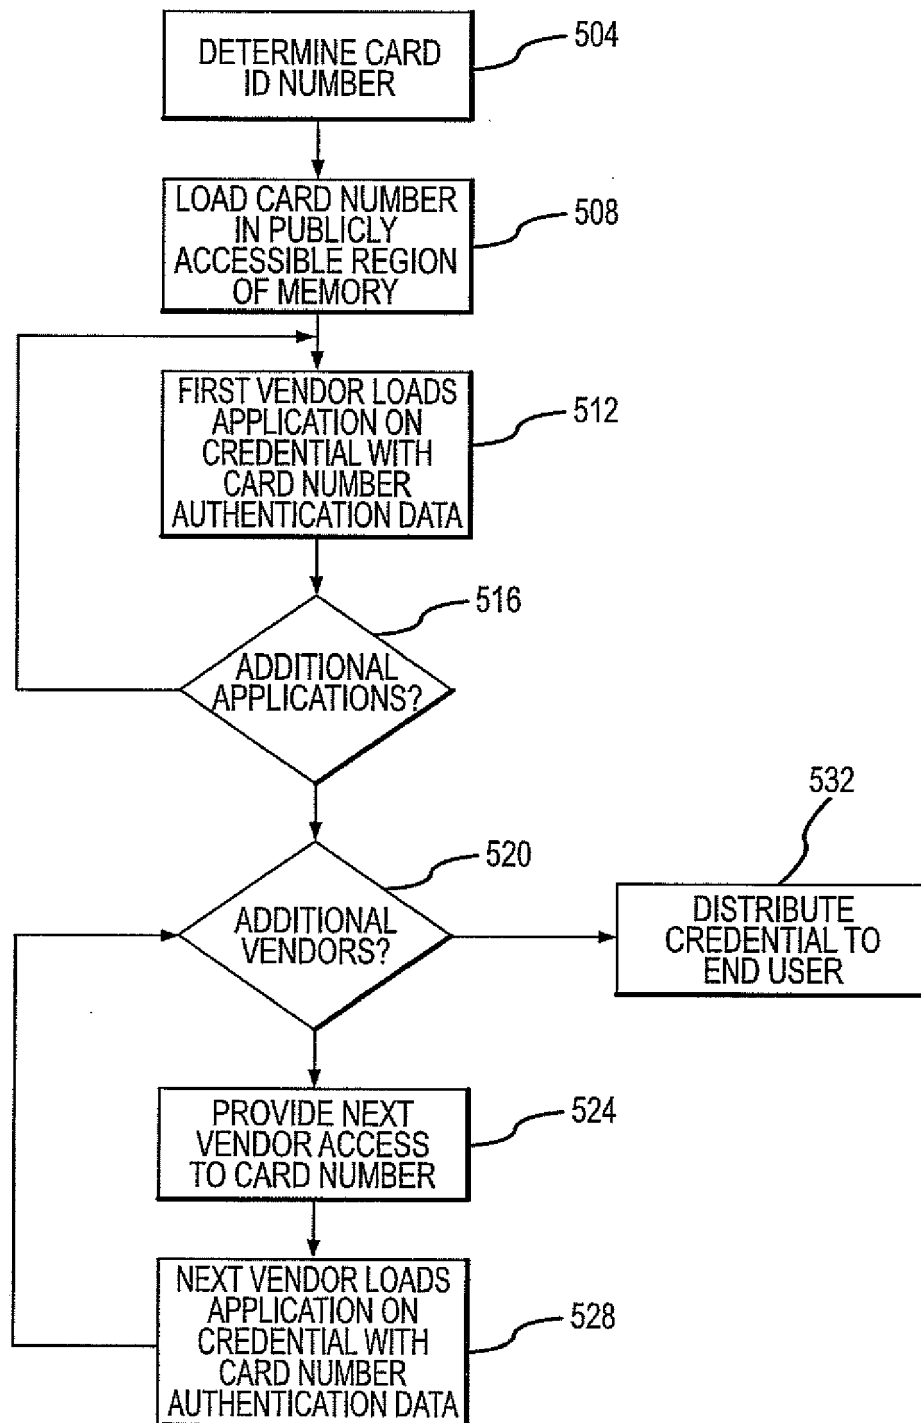 DETERMINE CARD
ID NUMBER
504
LOAD CARD NUMBER
IN PUBLICLY
ACCESSIBLE REGION
OF MEMORY
508
FIRST VENDOR LOADS
APPLICATION ON
CREDENTIAL WITH
CARD NUMBER
AUTHENTICATION DATA
512
ADDITIONAL
APPLICATIONS?
516
ADDITIONAL
VENDORS?
520
DISTRIBUTE
CREDENTIAL TO
END USER
532
PROVIDE NEXT
VENDOR ACCESS
TO CARD NUMBER
524
NEXT VENDOR LOADS
APPLICATION ON
CREDENTIAL WITH
CARD NUMBER
AUTHENTICATION DATA
528